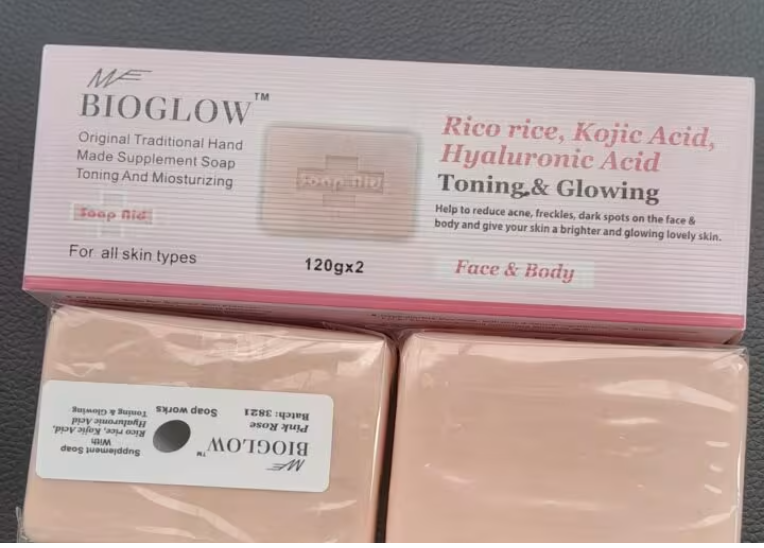 MF
BIOGLOW™
Original Traditional Hand
Made Supplement Soap
Toning And Miosturizing
Soap Aid
For all skin types
Soap Aid
120gx2
Rico rice, Kojic Acid,
Hyaluronic Acid
Toning & Glowing
Help to reduce acne, freckles, dark spots on the face &
body and give your skin a brighter and glowing lovely skin.
Face & Body
MF
BIOGLOW™
Pink Rose
Batch: 3821
Soap works
Supplement Soap
With
Rico rice, Kojic Acid,
Hyaluronic Acid
Toning & Glowing